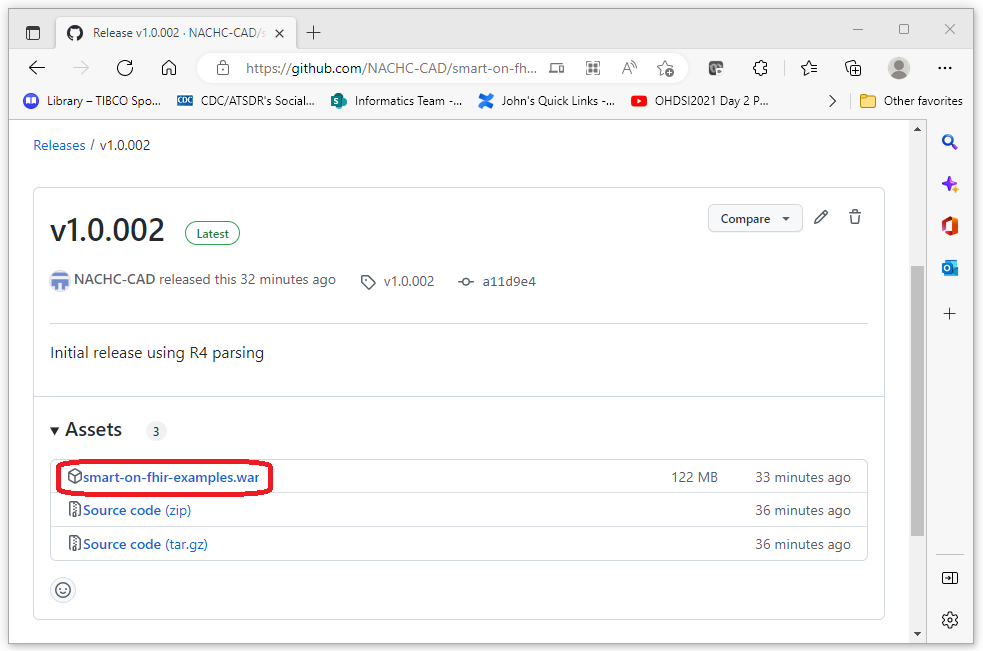 Release v1.0.002 · NACHC-CAD/s
https://github.com/NACHC-CAD/smart-on-fh...
Library – TIBCO Spo...
CDC
CDC/ATSDR's Social...
Informatics Team -...
John's Quick Links -...
OHDSI2021 Day 2 P...
Other favorites
Releases / v1.0.002
v1.0.002
Latest
Compare
NACHC-CAD released this 32 minutes ago
v1.0.002
a11d9e4
Initial release using R4 parsing
Assets 3
smart-on-fhir-examples.war 122 MB 33 minutes ago
Source code (zip) 36 minutes ago
Source code (tar.gz) 36 minutes ago